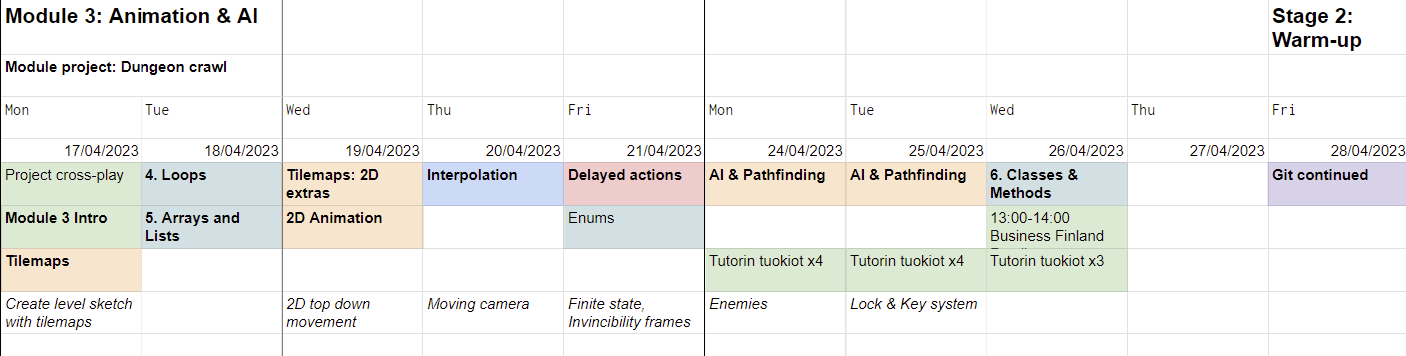 Module 3: Animation & AI
Stage 2:
Warm-up
Module project: Dungeon crawl
Mon Tue Wed Thu Fri Mon Tue Wed Thu Fri
17/04/2023 18/04/2023 19/04/2023 20/04/2023 21/04/2023 24/04/2023 25/04/2023 26/04/2023 27/04/2023 28/04/2023
Project cross-play
4. Loops
Tilemaps: 2D
extras
Interpolation
Delayed actions
AI & Pathfinding
AI & Pathfinding
6. Classes &
Methods
Git continued
Module 3 Intro
5. Arrays and
Lists
2D Animation
Enums
13:00-14:00
Business Finland
Tilemaps
Tutorin tuokiot x4
Tutorin tuokiot x4
Tutorin tuokiot x3
Create level sketch
with tilemaps
2D top down
movement
Moving camera
Finite state,
Invincibility frames
Enemies
Lock & Key system